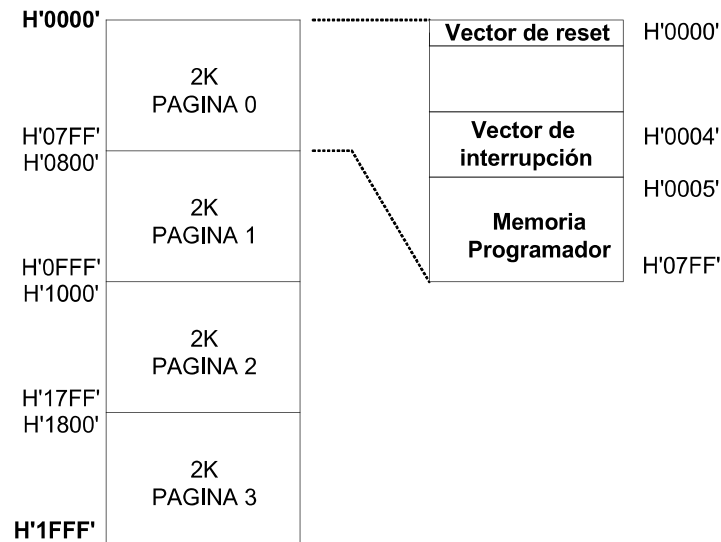 H'0000'
2K
PAGINA 0
H'07FF'
H'0800'
2K
PAGINA 1
H'0FFF'
H'1000'
2K
PAGINA 2
H'17FF'
H'1800'
2K
PAGINA 3
H'1FFF'
Vector de reset
H'0000'
Vector de
interrupción
H'0004'
H'0005'
Memoria
Programador
H'07FF'